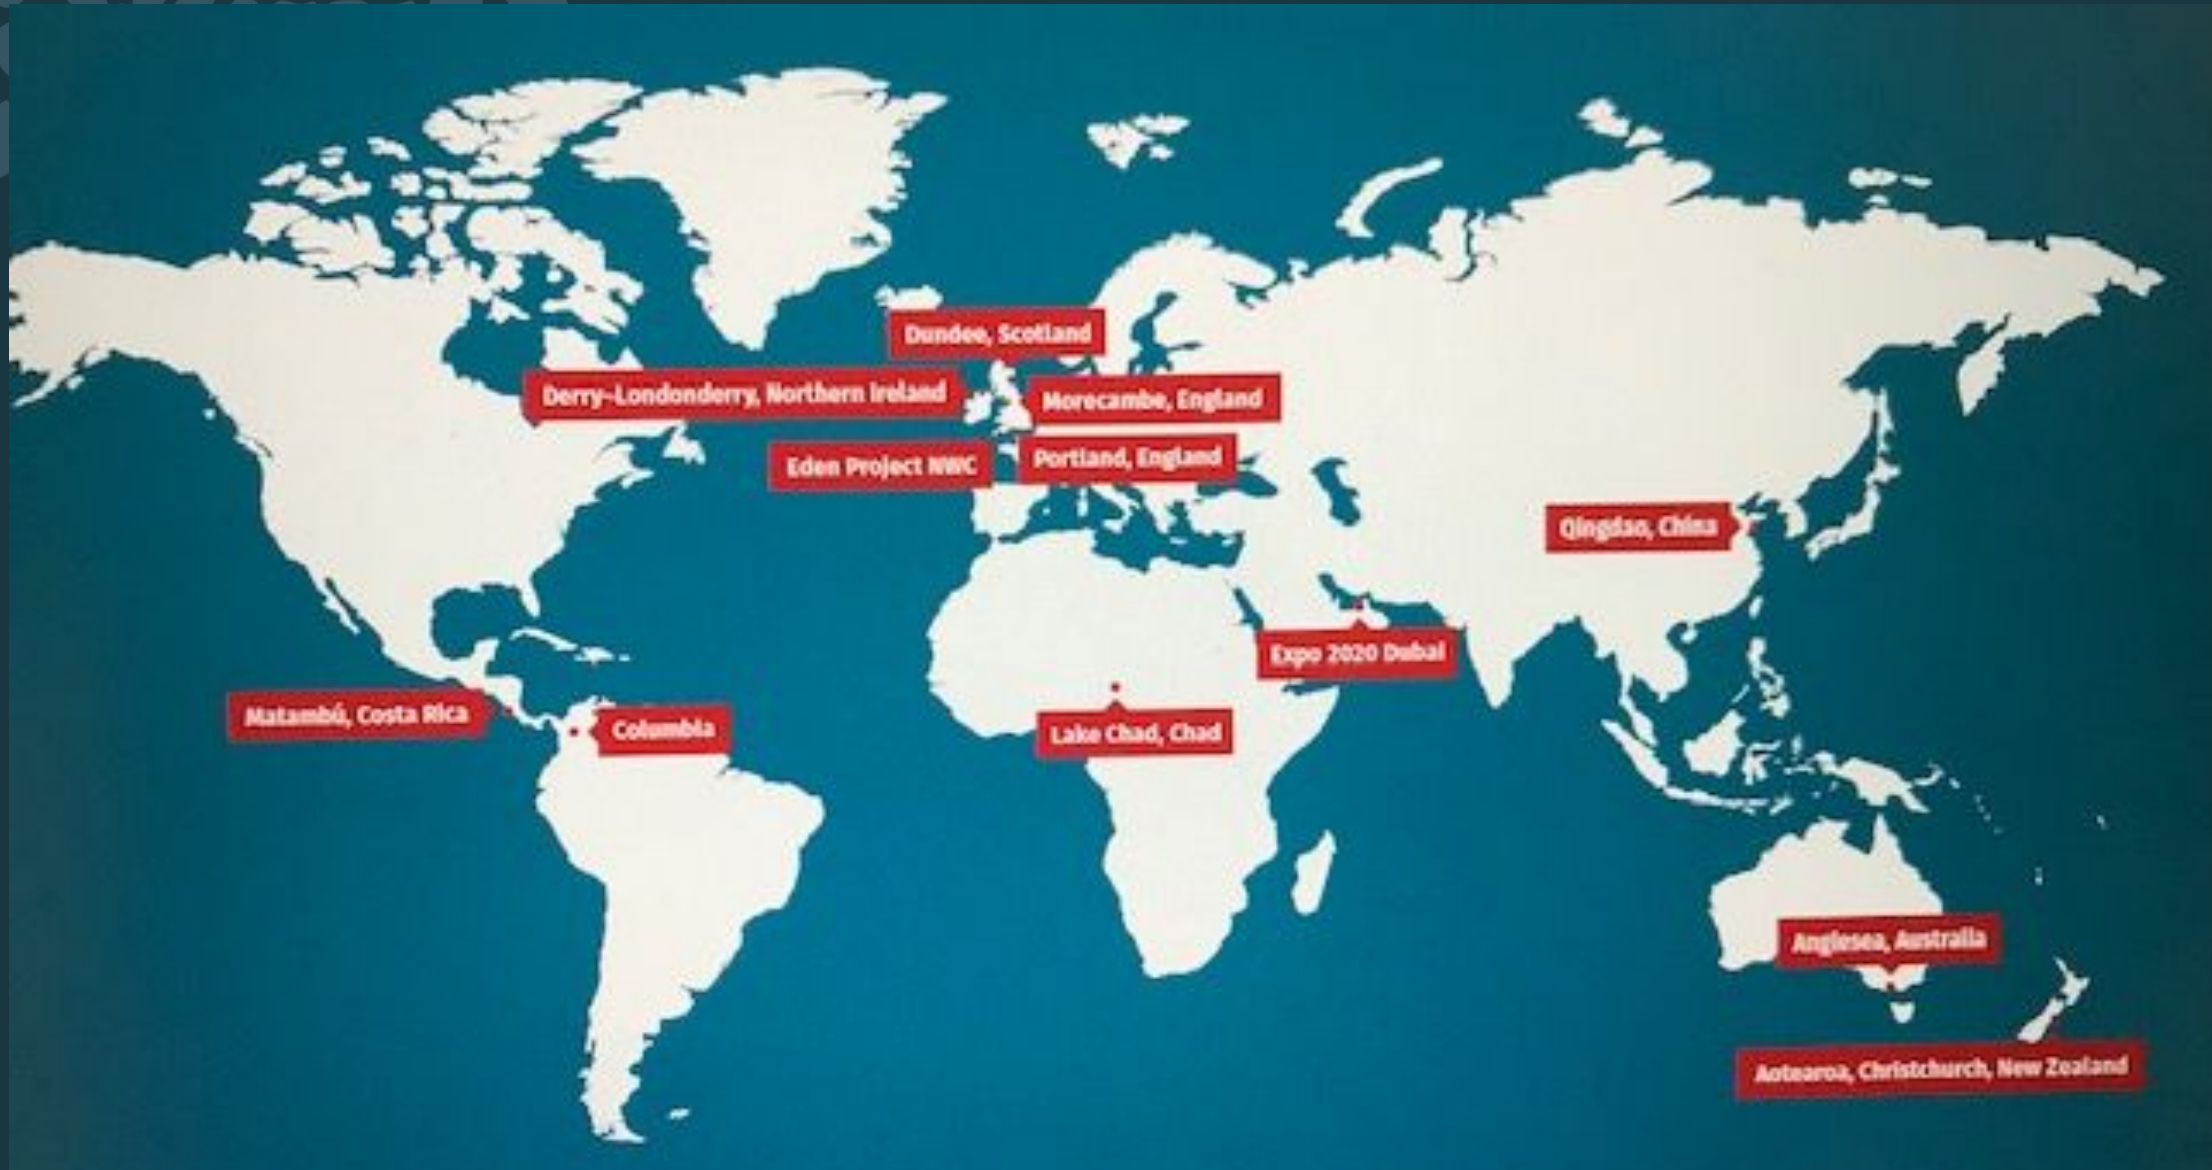 Dundee, Scotland
Derry-Londonderry, Northern Ireland
Morecambe, England
Eden Project NWC
Portland, England
Qingdao, China
Expo 2020 Dubai
Matambú, Costa Rica
Columbia
Lake Chad, Chad
Anglesea, Australia
Aotearoa, Christchurch, New Zealand